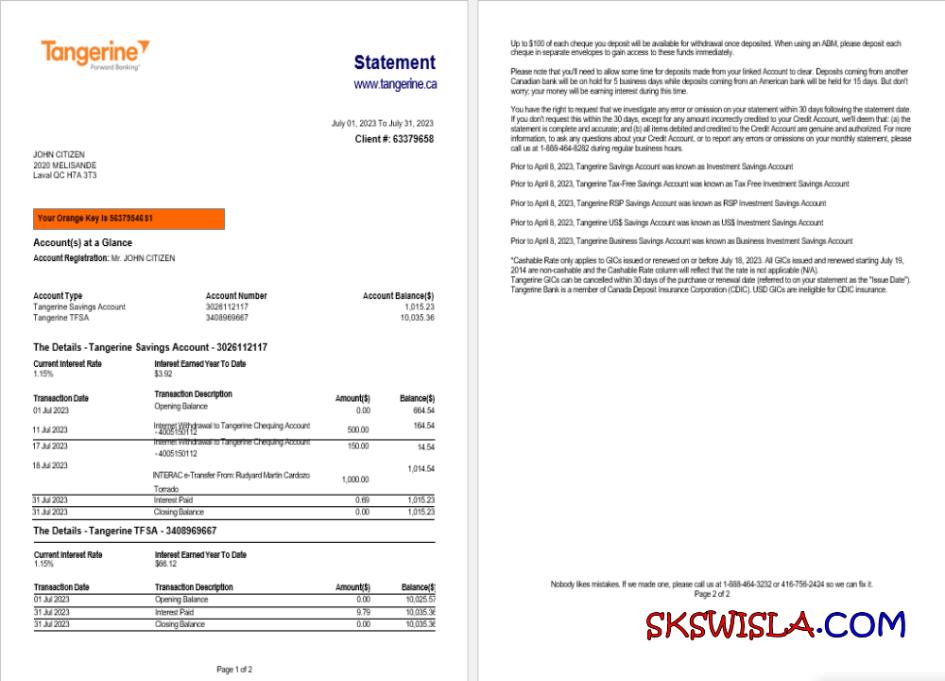 Tangerine
Forward Banking™
Statement
www.tangerine.ca
July 01, 2023 To July 31, 2023
Client #: 63379658
JOHN CITIZEN
2020 MELISANDE
Laval QC H7A 3T3
Your Orange Key is 5637954651
Account(s) at a Glance
Account Registration: Mr. JOHN CITIZEN
Account Type Account Number Account Balance($)
Tangerine Savings Account 3026112117 1,015.23
Tangerine TFSA 3408969667 10,035.36
The Details - Tangerine Savings Account - 3026112117
Current Interest Rate Interest Earned Year To Date
1.15% $3.92
Transaction Date Transaction Description Amount($) Balance($)
01 Jul 2023 Opening Balance 0.00 664.54
11 Jul 2023 Internet Withdrawal to Tangerine Chequing Account 500.00 164.54
- 4005150112
17 Jul 2023 Internet Withdrawal to Tangerine Chequing Account 150.00 14.54
- 4005150112
18 Jul 2023 1,014.54
INTERAC e-Transfer From: Rudyard Martin Cardozo 1,000.00
Torrado
31 Jul 2023 Interest Paid 0.69 1,015.23
31 Jul 2023 Closing Balance 0.00 1,015.23
The Details - Tangerine TFSA - 3408969667
Current Interest Rate Interest Earned Year To Date
1.15% $66.12
Transaction Date Transaction Description Amount($) Balance($)
01 Jul 2023 Opening Balance 0.00 10,025.57
31 Jul 2023 Interest Paid 9.79 10,035.36
31 Jul 2023 Closing Balance 0.00 10,035.36
Page 1 of 2
Up to $100 of each cheque you deposit will be available for withdrawal once deposited. When using an ABM, please deposit each
cheque in separate envelopes to gain access to these funds immediately.
Please note that you'll need to allow some time for deposits made from your linked Account to clear. Deposits coming from another
Canadian bank will be on hold for 5 business days while deposits coming from an American bank will be held for 15 days. But don't
worry; your money will be earning interest during this time.
You have the right to request that we investigate any error or omission on your statement within 30 days following the statement date.
If you don't request this within the 30 days, except for any amount incorrectly credited to your Credit Account, we'll deem that: (a) the
statement is complete and accurate; and (b) all items debited and credited to the Credit Account are genuine and authorized. For more
information, to ask any questions about your Credit Account, or to report any errors or omissions on your monthly statement, please
call us at 1-888-464-8282 during regular business hours.
Prior to April 8, 2023, Tangerine Savings Account was known as Investment Savings Account
Prior to April 8, 2023, Tangerine Tax-Free Savings Account was known as Tax Free Investment Savings Account
Prior to April 8, 2023, Tangerine RSP Savings Account was known as RSP Investment Savings Account
Prior to April 8, 2023, Tangerine US$ Savings Account was known as US$ Investment Savings Account
Prior to April 8, 2023, Tangerine Business Savings Account was known as Business Investment Savings Account
*Cashable Rate only applies to GICs issued or renewed on or before July 18, 2023. All GICs issued and renewed starting July 19,
2014 are non-cashable and the Cashable Rate column will reflect that the rate is not applicable (N/A).
Tangerine GICs can be cancelled within 30 days of the purchase or renewal date (referred to on your statement as the "Issue Date").
Tangerine Bank is a member of Canada Deposit Insurance Corporation (CDIC). USD GICs are ineligible for CDIC insurance.
Nobody likes mistakes. If we made one, please call us at 1-888-464-3232 or 416-756-2424 so we can fix it.
Page 2 of 2
SKSWISLA.COM